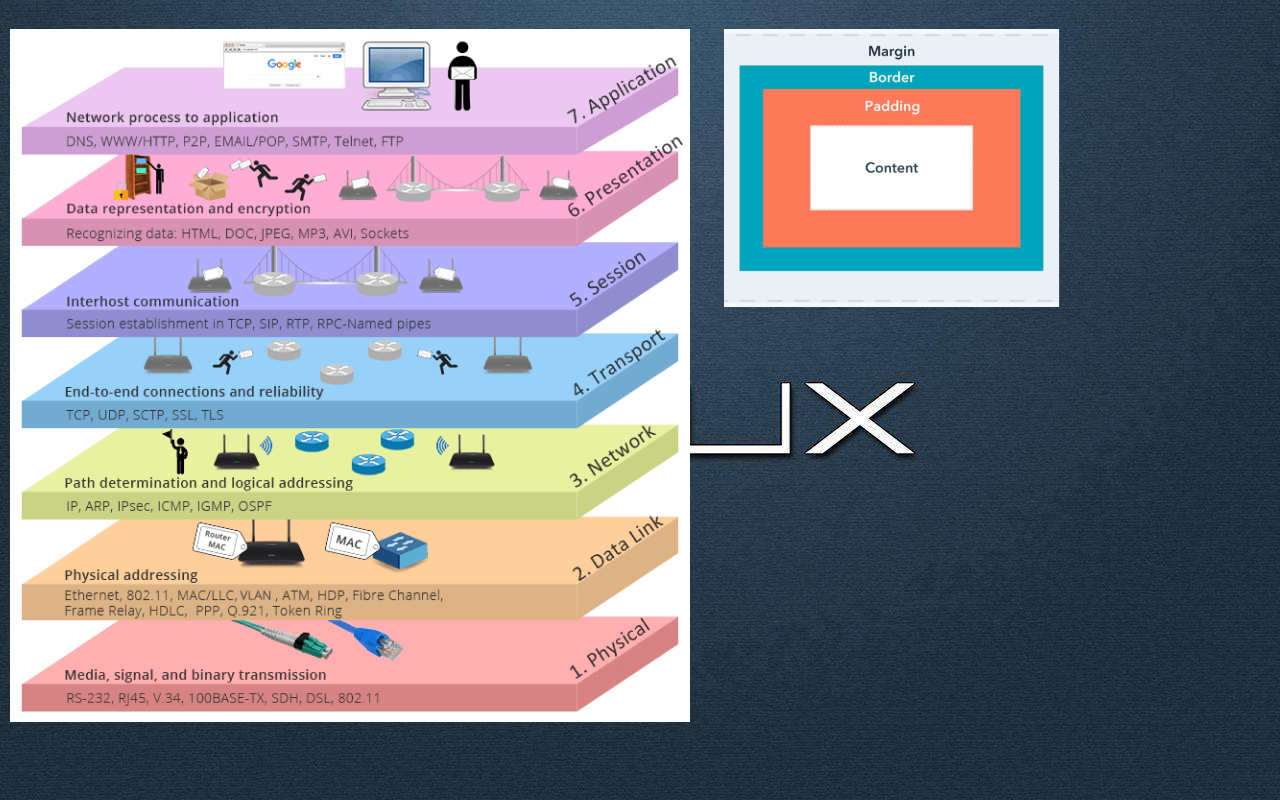 Google
7. Application
Network process to application
DNS, WWW/HTTP, P2P, EMAIL/POP, SMTP, Telnet, FTP
6. Presentation
Data representation and encryption
Recognizing data: HTML, DOC, JPEG, MP3, AVI, Sockets
5. Session
Interhost communication
Session establishment in TCP, SIP, RTP, RPC-Named pipes
4. Transport
End-to-end connections and reliability
TCP, UDP, SCTP, SSL, TLS
3. Network
Path determination and logical addressing
IP, ARP, IPsec, ICMP, IGMP, OSPF
Router
MAC
MAC
2. Data Link
Physical addressing
Ethernet, 802.11, MAC/LLC, VLAN , ATM, HDP, Fibre Channel,
Frame Relay, HDLC, PPP, Q.921, Token Ring
1. Physical
Media, signal, and binary transmission
RS-232, RJ45, V.34, 100BASE-TX, SDH, DSL, 802.11
Margin
Border
Padding
Content